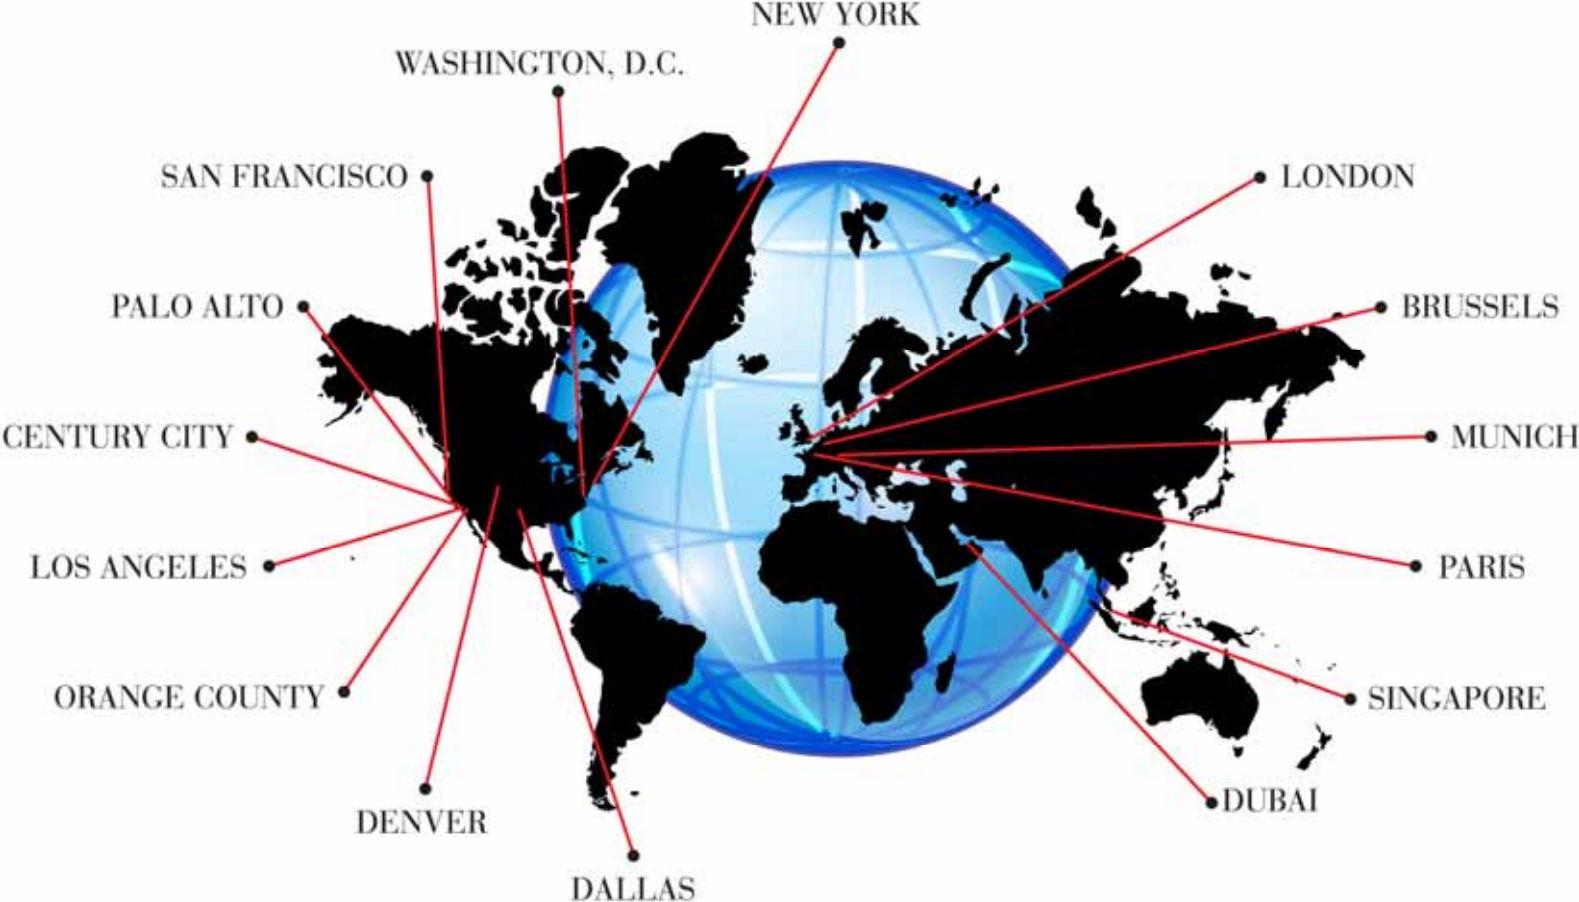 NEW YORK
WASHINGTON, D.C.
SAN FRANCISCO
LONDON
PALO ALTO
BRUSSELS
CENTURY CITY
MUNICH
LOS ANGELES
PARIS
ORANGE COUNTY
SINGAPORE
DUBAI
DENVER
DALLAS